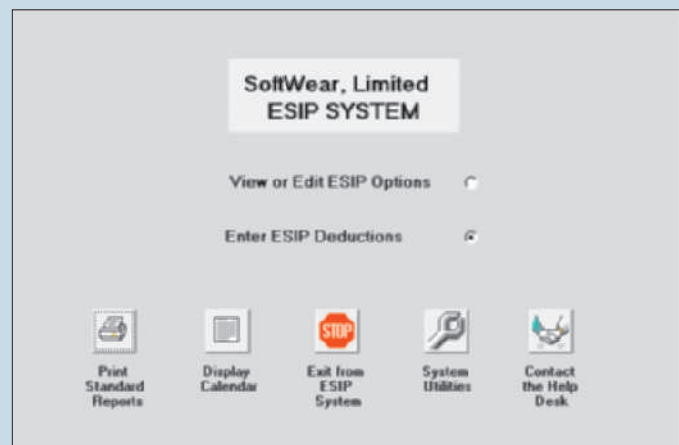 SoftWear, Limited
ESIP SYSTEM
View or Edit ESIP Options
Enter ESIP Deductions
STOP
Print
Standard
Reports
Display
Calendar
Exit from
ESIP
System
System
Utilities
Contact
the Help
Desk